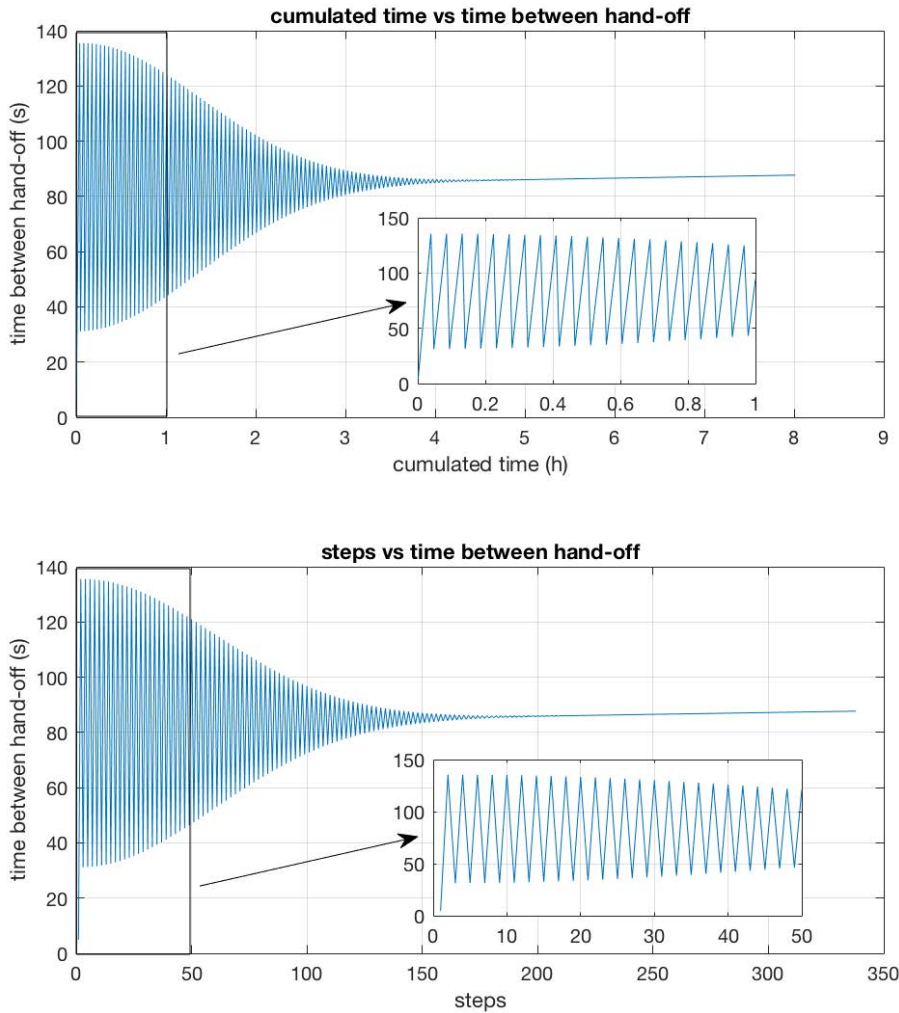 cumulated time vs time between hand-off
140
120
100
80
60
40
20
0
time between hand-off (s)
150
100
50
0
0 0.2 0.4 0.6 0.8 1
0 1 2 3 4 5 6 7 8 9
cumulated time (h)
steps vs time between hand-off
140
120
100
80
60
40
20
0
time between hand-off (s)
150
100
50
0
0 10 20 30 40 50
0 50 100 150 200 250 300 350
steps